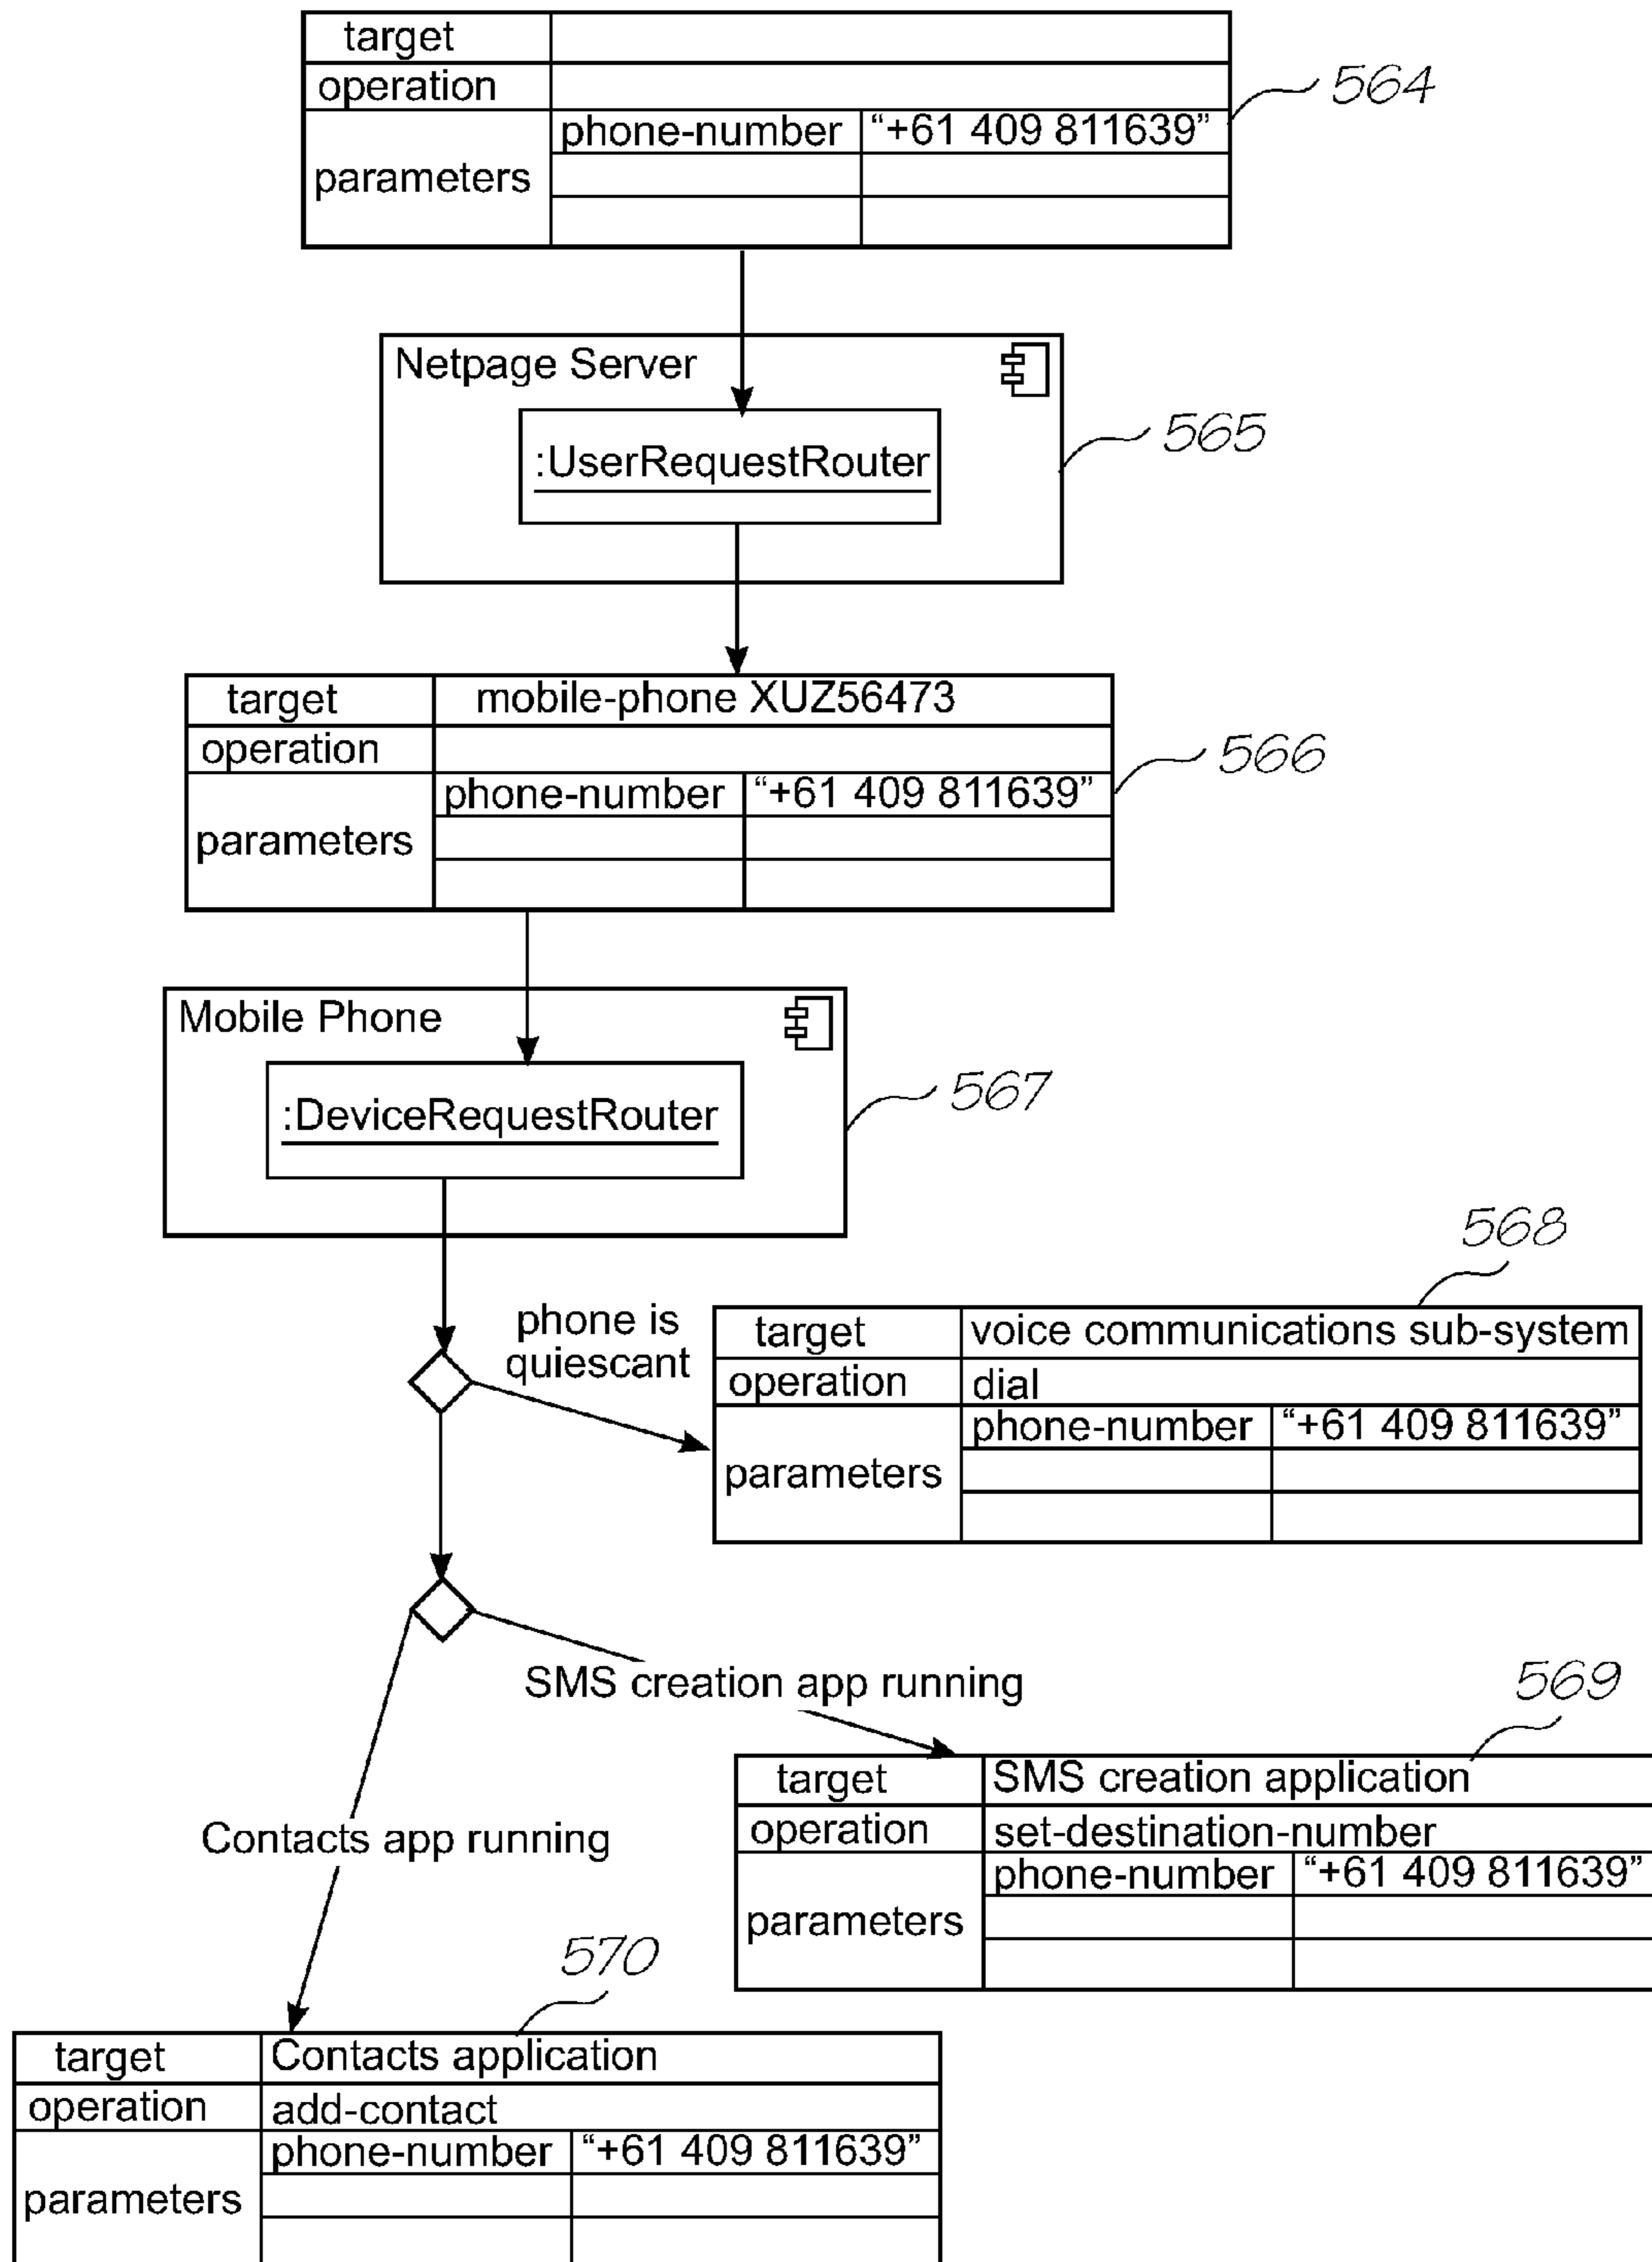 target
operation
phone-number "+61 409 811639"
parameters
564
Netpage Server
:UserRequestRouter
565
target mobile-phone XUZ56473
operation
phone-number "+61 409 811639"
parameters
566
Mobile Phone
:DeviceRequestRouter
567
phone is
quiescant
568
target voice communications sub-system
operation dial
phone-number "+61 409 811639"
parameters
SMS creation app running
569
target SMS creation application
operation set-destination-number
phone-number "+61 409 811639"
parameters
Contacts app running
570
target Contacts application
operation add-contact
phone-number "+61 409 811639"
parameters